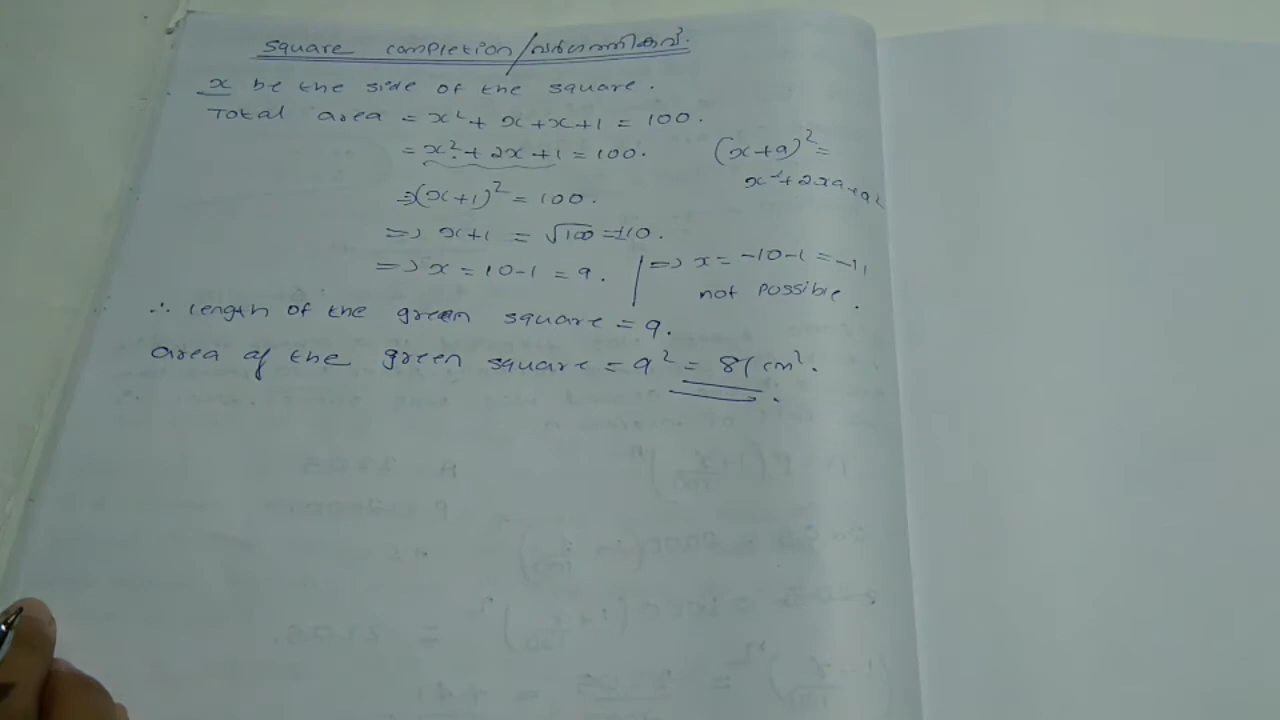 square completion/വർഗത്തികവ്.
x be the side of the square.
Total area = x² + x + x + 1 = 100.
= x² + 2x + 1 = 100.
(x+a)² =
x² + 2xa + a²
⇒ (x+1)² = 100.
⇒ x+1 = √100 = ±10.
⇒ x = 10-1 = 9.
⇒ x = -10-1 = -11
not possible.
∴ length of the green square = 9.
area of the green square = 9² = 81 cm².